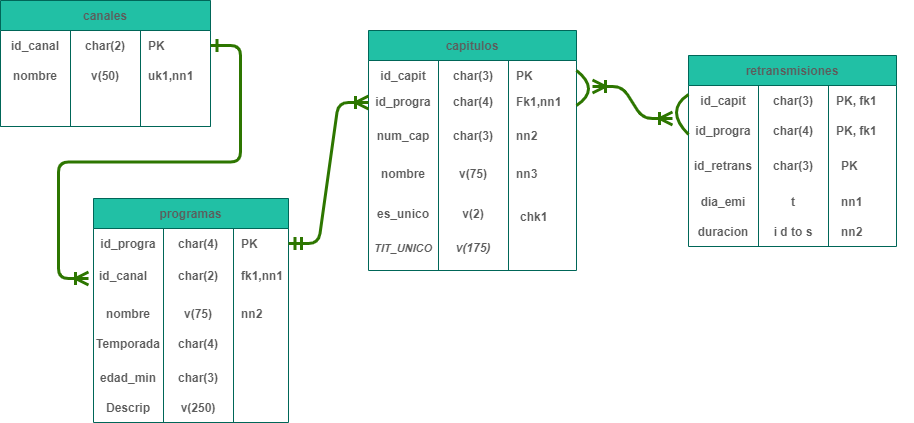 canales
id_canal char(2) PK
nombre v(50) uk1,nn1
programas
id_progra char(4) PK
id_canal char(2) fk1,nn1
nombre v(75) nn2
Temporada char(4)
edad_min char(3)
Descrip v(250)
capitulos
id_capit char(3) PK
id_progra char(4) Fk1,nn1
num_cap char(3) nn2
nombre v(75) nn3
es_unico v(2) chk1
TIT_UNICO v(175)
retransmisiones
id_capit char(3) PK, fk1
id_progra char(4) PK, fk1
id_retrans char(3) PK
dia_emi t nn1
duracion i d to s nn2